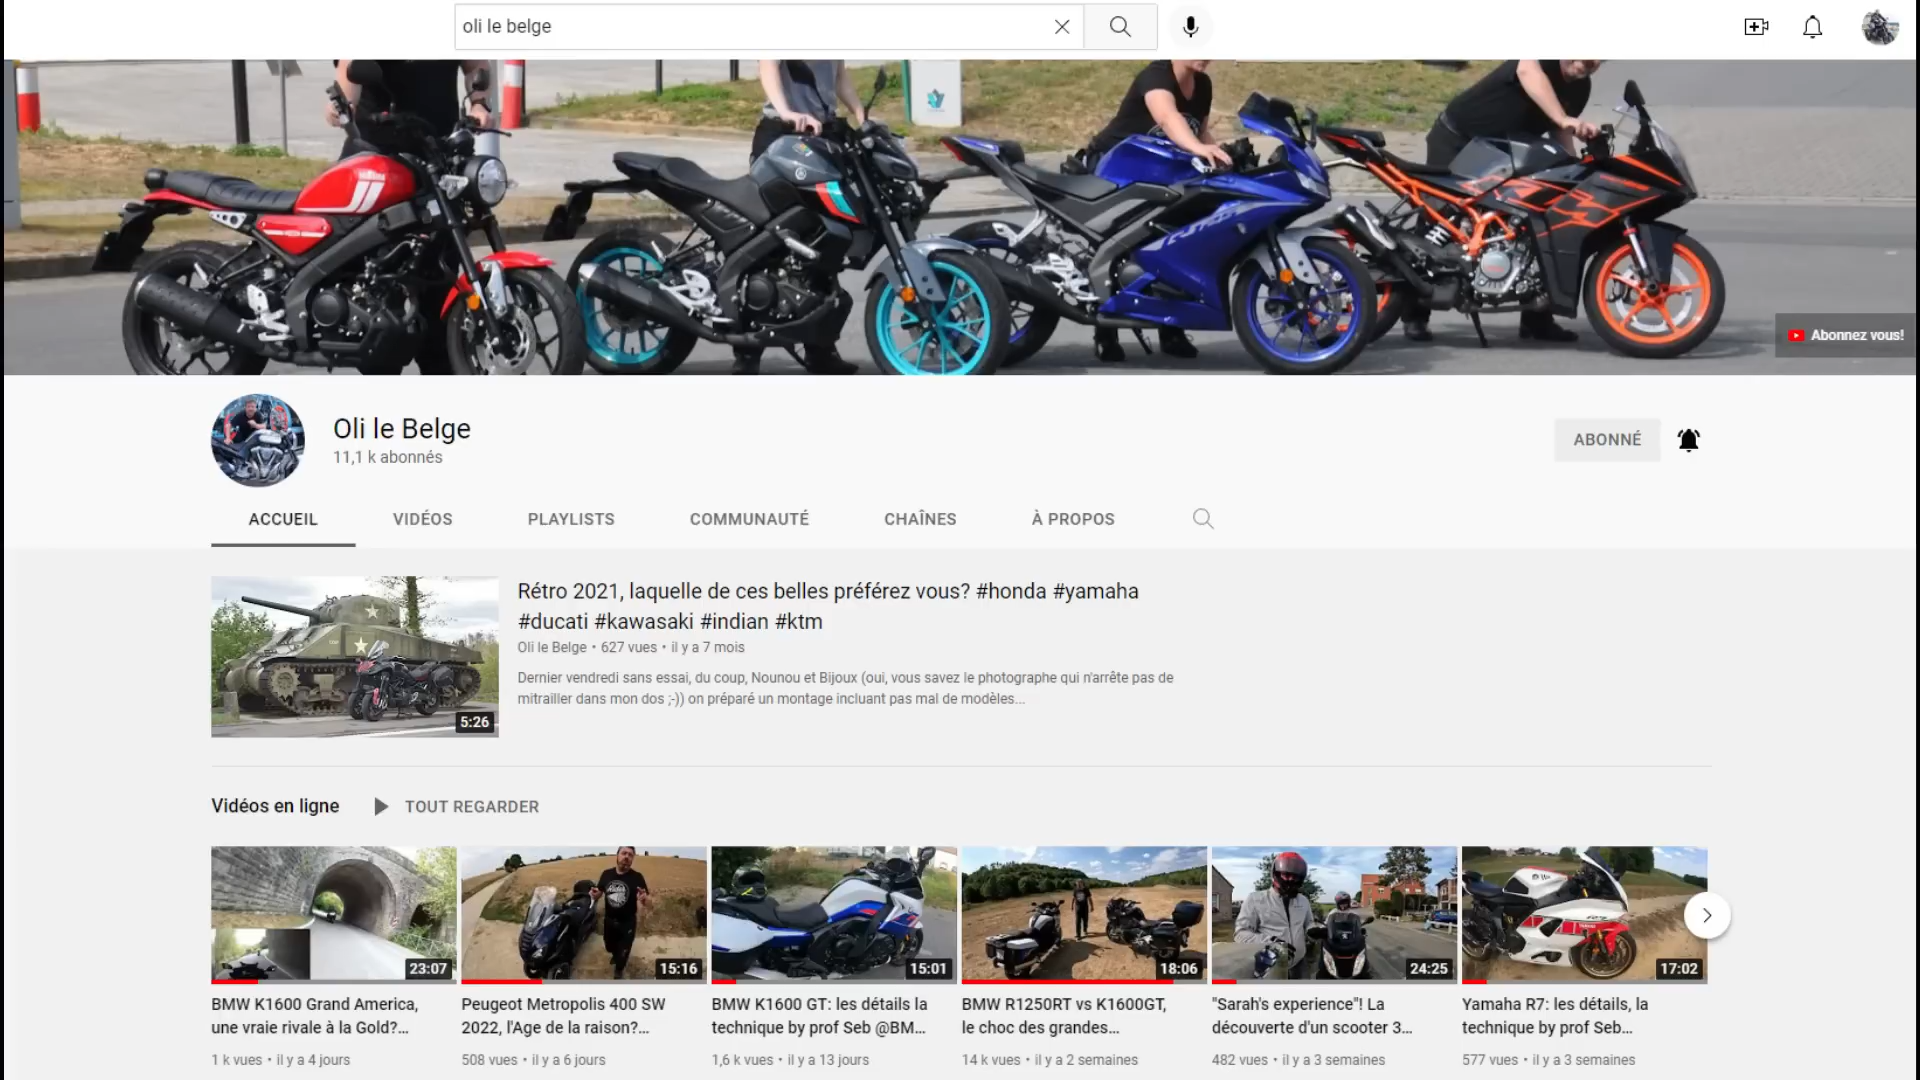 oli le belge
Abonnez vous!
Oli le Belge
11,1 k abonnés
ABONNÉ
ACCUEIL
VIDÉOS
PLAYLISTS
COMMUNAUTÉ
CHAÎNES
À PROPOS
Rétro 2021, laquelle de ces belles préférez vous? #honda #yamaha
#ducati #kawasaki #indian #ktm
Oli le Belge • 627 vues • il y a 7 mois
Dernier vendredi sans essai, du coup, Nounou et Bijoux (oui, vous savez le photographe qui n'arrête pas de
mitrailler dans mon dos ;-)) on préparé un montage incluant pas mal de modèles...
5:26
Vidéos en ligne
TOUT REGARDER
23:07
BMW K1600 Grand America,
une vraie rivale à la Gold?...
1 k vues • il y a 4 jours
15:16
Peugeot Metropolis 400 SW
2022, l'Age de la raison?...
508 vues • il y a 6 jours
15:01
BMW K1600 GT: les détails la
technique by prof Seb @BM...
1,6 k vues • il y a 13 jours
18:06
BMW R1250RT vs K1600GT,
le choc des grandes...
14 k vues • il y a 2 semaines
24:25
"Sarah's experience"! La
découverte d'un scooter 3...
482 vues • il y a 3 semaines
17:02
Yamaha R7: les détails, la
technique by prof Seb...
577 vues • il y a 3 semaines